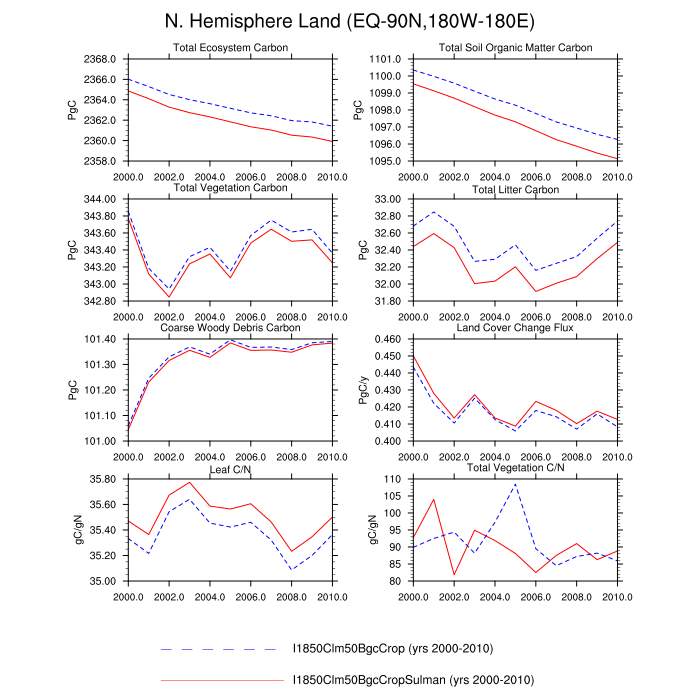 N. Hemisphere Land (EQ-90N,180W-180E)
Total Ecosystem Carbon
PgC
2368.0
2366.0
2364.0
2362.0
2360.0
2358.0
2000.0 2002.0 2004.0 2006.0 2008.0 2010.0
Total Soil Organic Matter Carbon
PgC
1101.0
1100.0
1099.0
1098.0
1097.0
1096.0
1095.0
2000.0 2002.0 2004.0 2006.0 2008.0 2010.0
Total Vegetation Carbon
PgC
344.00
343.80
343.60
343.40
343.20
343.00
342.80
2000.0 2002.0 2004.0 2006.0 2008.0 2010.0
Total Litter Carbon
PgC
33.00
32.80
32.60
32.40
32.20
32.00
31.80
2000.0 2002.0 2004.0 2006.0 2008.0 2010.0
Coarse Woody Debris Carbon
PgC
101.40
101.30
101.20
101.10
101.00
2000.0 2002.0 2004.0 2006.0 2008.0 2010.0
Land Cover Change Flux
PgC/y
0.460
0.450
0.440
0.430
0.420
0.410
0.400
2000.0 2002.0 2004.0 2006.0 2008.0 2010.0
Leaf C/N
gC/gN
35.80
35.60
35.40
35.20
35.00
2000.0 2002.0 2004.0 2006.0 2008.0 2010.0
Total Vegetation C/N
gC/gN
110
105
100
95
90
85
80
2000.0 2002.0 2004.0 2006.0 2008.0 2010.0
I1850Clm50BgcCrop (yrs 2000-2010)
I1850Clm50BgcCropSulman (yrs 2000-2010)